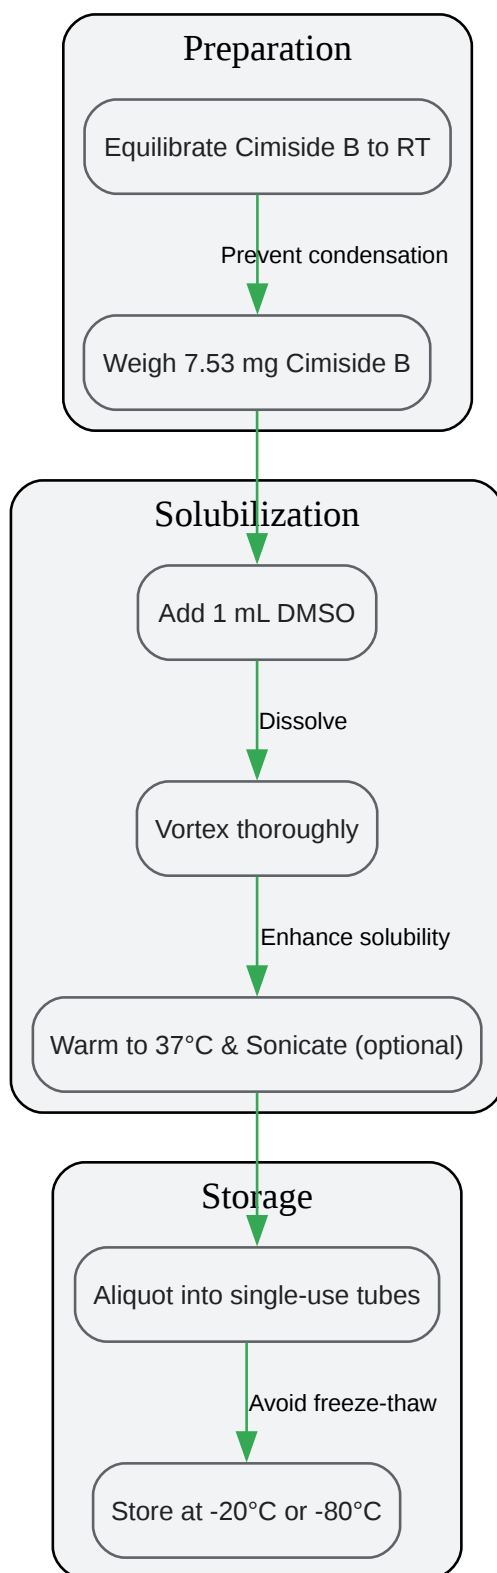 Preparation
Equilibrate Cimiside B to RT
Prevent condensation
Weigh 7.53 mg Cimiside B
Solubilization
Add 1 mL DMSO
Dissolve
Vortex thoroughly
Enhance solubility
Warm to 37°C & Sonicate (optional)
Storage
Aliquot into single-use tubes
Avoid freeze-thaw
Store at -20°C or -80°C